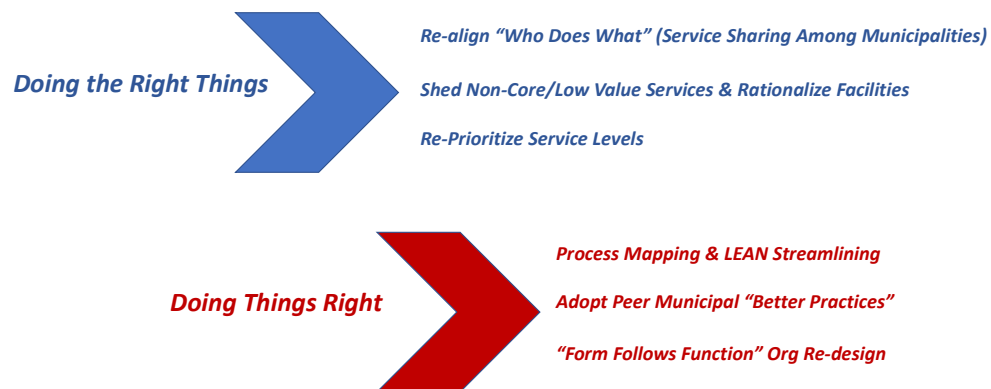 Doing the Right Things
Re-align “Who Does What” (Service Sharing Among Municipalities)
Shed Non-Core/Low Value Services & Rationalize Facilities
Re-Prioritize Service Levels
Doing Things Right
Process Mapping & LEAN Streamlining
Adopt Peer Municipal “Better Practices”
“Form Follows Function” Org Re-design